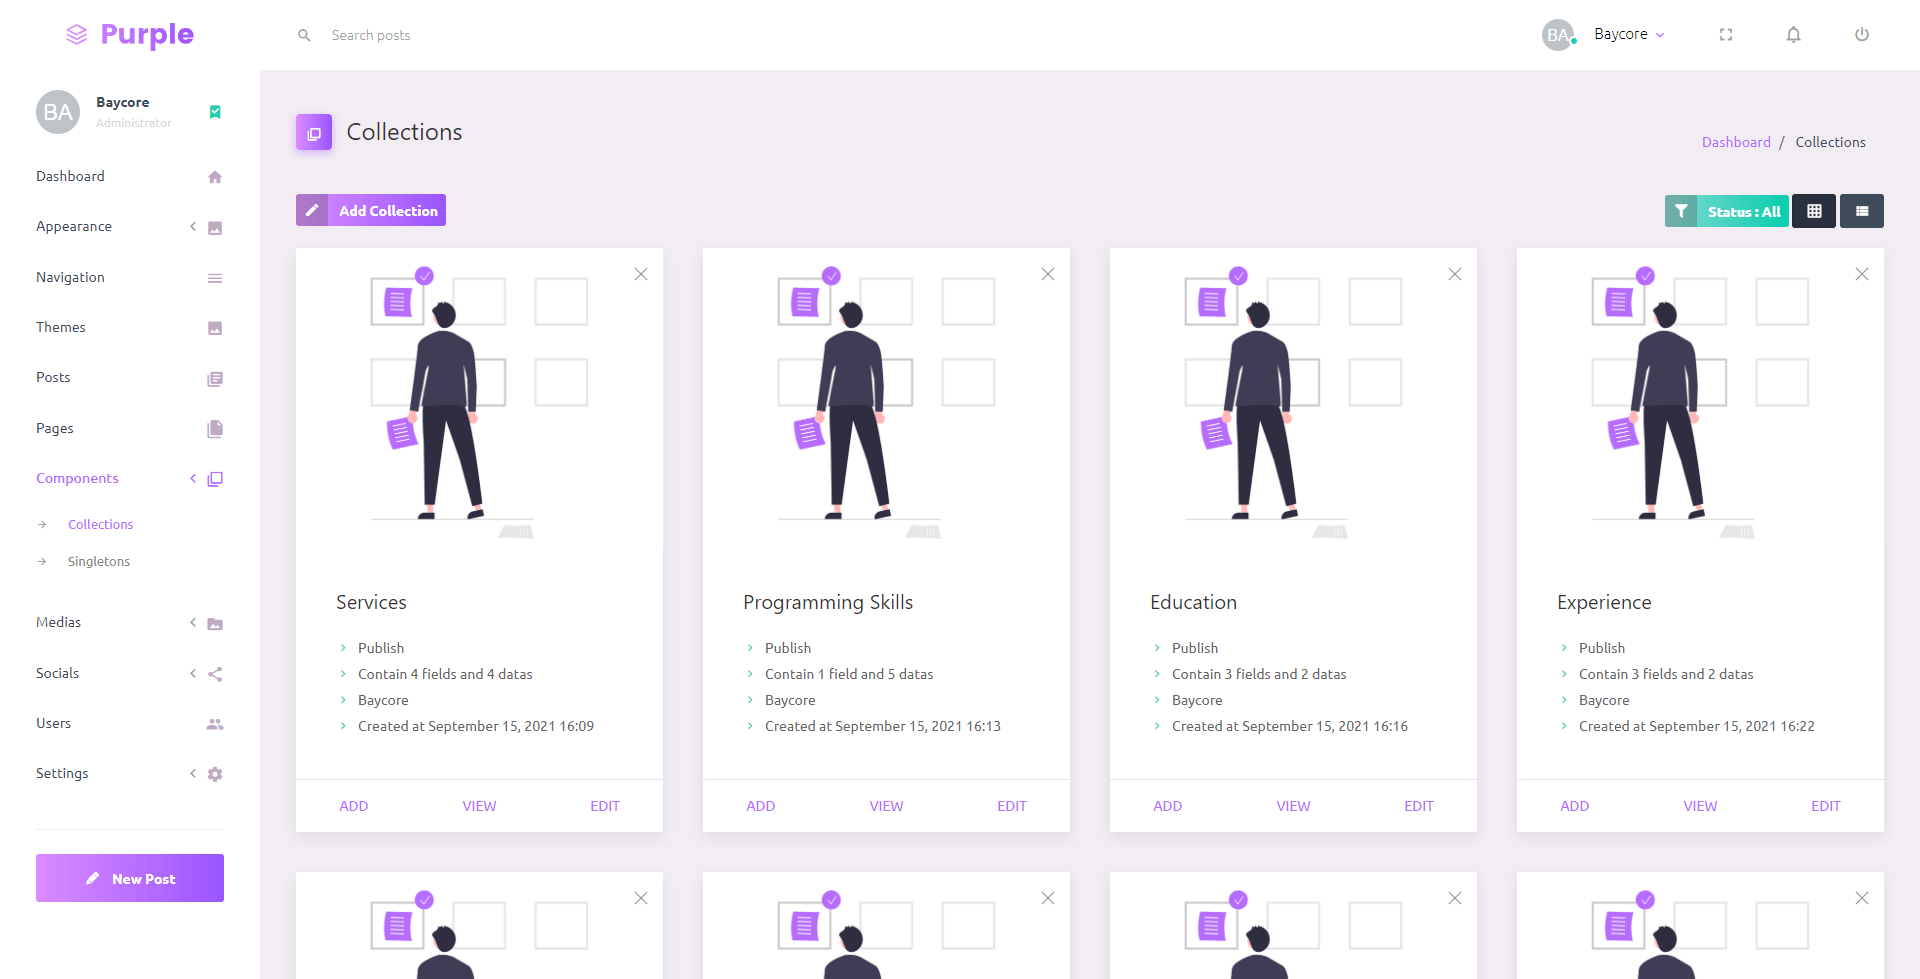 Purple
Search posts
BA
Baycore
BA
Baycore
Administrator
Dashboard
Appearance
Navigation
Themes
Posts
Pages
Components
Collections
Singletons
Medias
Socials
Users
Settings
New Post
Collections
Dashboard / Collections
Add Collection
Status : All
Services
Publish
Contain 4 fields and 4 datas
Baycore
Created at September 15, 2021 16:09
ADD VIEW EDIT
Programming Skills
Publish
Contain 1 field and 5 datas
Baycore
Created at September 15, 2021 16:13
ADD VIEW EDIT
Education
Publish
Contain 3 fields and 2 datas
Baycore
Created at September 15, 2021 16:16
ADD VIEW EDIT
Experience
Publish
Contain 3 fields and 2 datas
Baycore
Created at September 15, 2021 16:22
ADD VIEW EDIT